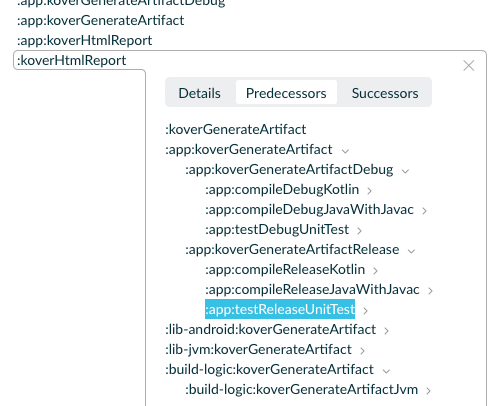 :app:koverGenerateArtifactDebug
:app:koverGenerateArtifact
:app:koverHtmlReport
:koverHtmlReport
Details Predecessors Successors
:koverGenerateArtifact
:app:koverGenerateArtifact
:app:koverGenerateArtifactDebug
:app:compileDebugKotlin
:app:compileDebugJavaWithJavac
:app:testDebugUnitTest
:app:koverGenerateArtifactRelease
:app:compileReleaseKotlin
:app:compileReleaseJavaWithJavac
:app:testReleaseUnitTest
:lib-android:koverGenerateArtifact
:lib-jvm:koverGenerateArtifact
:build-logic:koverGenerateArtifact
:build-logic:koverGenerateArtifactJvm